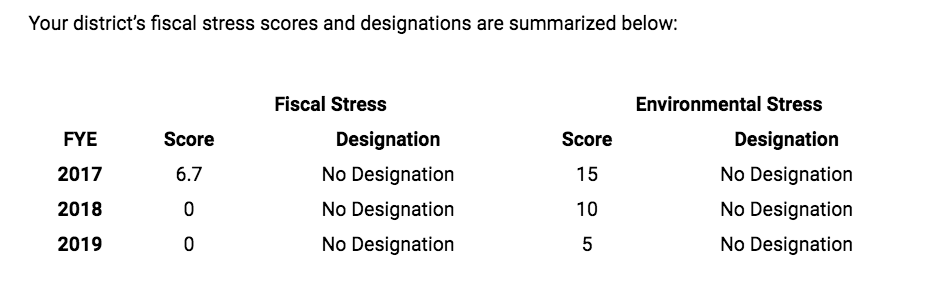 Your district’s fiscal stress scores and designations are summarized below:
Fiscal Stress Environmental Stress
FYE Score Designation Score Designation
2017 6.7 No Designation 15 No Designation
2018 0 No Designation 10 No Designation
2019 0 No Designation 5 No Designation